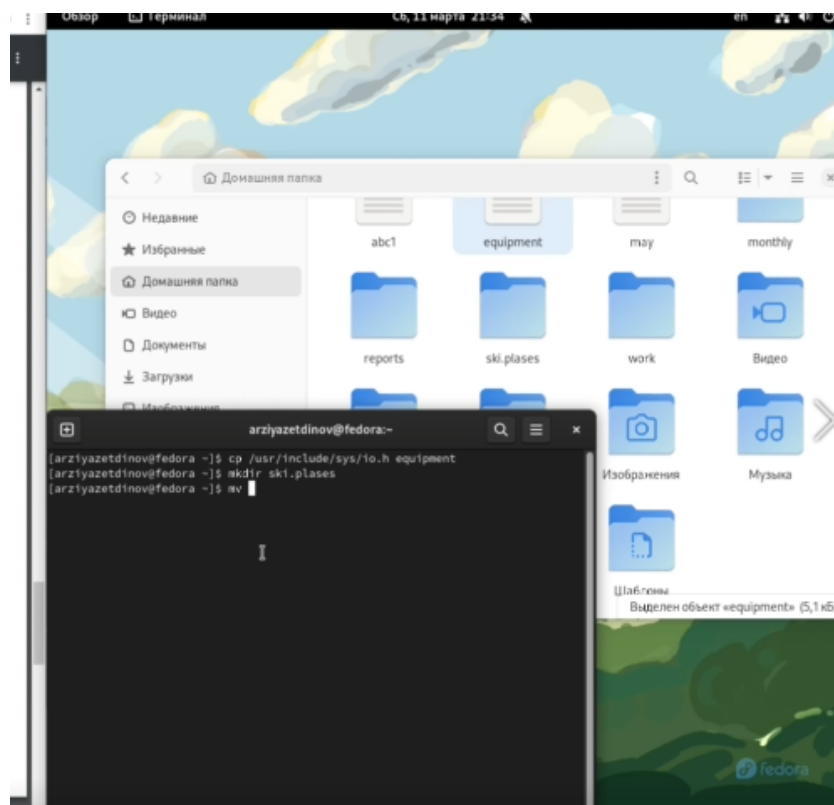 Обзор Терминал Сб, 11 марта 21:34 en
Домашняя папка
Недавние
Избранные
Домашняя папка
Видео
Документы
Загрузки
Изображения
abc1 equipment may monthly
reports ski.plases work Видео
Изображения Музыка
Шаблоны
Выделен объект «equipment» (5,1 кБ
arziyazetdinov@fedora:~
[arziyazetdinov@fedora ~]$ cp /usr/include/sys/io.h equipment
[arziyazetdinov@fedora ~]$ mkdir ski.plases
[arziyazetdinov@fedora ~]$ mv
fedora